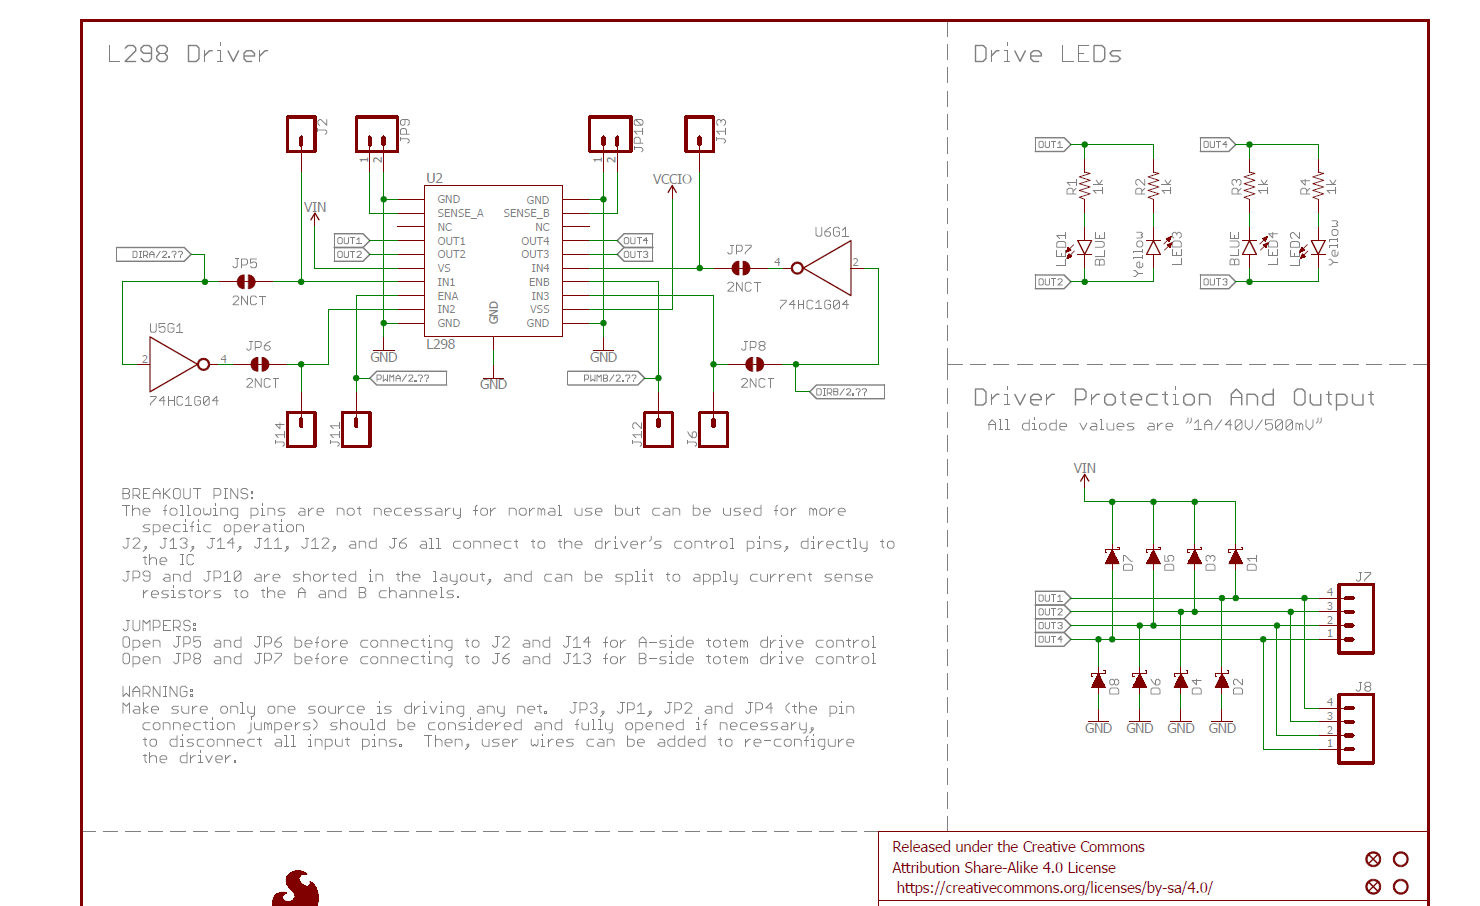 L298 Driver
J2
JP9
JP10
J13
1
2
1
2
U2
VCCIO
VIN
GND
SENSE_A
NC
OUT1
OUT2
VS
IN1
ENA
IN2
GND
GND
SENSE_B
NC
OUT4
OUT3
IN4
ENB
IN3
VSS
GND
GND
L298
OUT1
OUT2
OUT4
OUT3
DIRA/2.??
JP5
2NCT
U5G1
2
4
74HC1G04
JP6
2NCT
GND
GND
GND
PWMA/2.??
PWMB/2.??
JP7
2NCT
U6G1
4
2
74HC1G04
JP8
2NCT
DIRB/2.??
J14
J11
J12
J6
BREAKOUT PINS:
The following pins are not necessary for normal use but can be used for more
specific operation
J2, J13, J14, J11, J12, and J6 all connect to the driver's control pins, directly to
the IC
JP9 and JP10 are shorted in the layout, and can be split to apply current sense
resistors to the A and B channels.
JUMPERS:
Open JP5 and JP6 before connecting to J2 and J14 for A-side totem drive control
Open JP8 and JP7 before connecting to J6 and J13 for B-side totem drive control
WARNING:
Make sure only one source is driving any net.  JP3, JP1, JP2 and JP4 (the pin
connection jumpers) should be considered and fully opened if necessary,
to disconnect all input pins.  Then, user wires can be added to re-configure
the driver.
Drive LEDs
OUT1
OUT4
R1
1k
R2
1k
R3
1k
R4
1k
LED1
BLUE
Yellow
LED3
BLUE
LED4
LED2
Yellow
OUT2
OUT3
Driver Protection And Output
All diode values are "1A/40V/500mV"
VIN
D7
D5
D3
D1
J7
OUT1
OUT2
OUT3
OUT4
4
3
2
1
D8
D6
D4
D2
J8
4
3
2
1
GND
GND
GND
GND
Released under the Creative Commons
Attribution Share-Alike 4.0 License
https://creativecommons.org/licenses/by-sa/4.0/